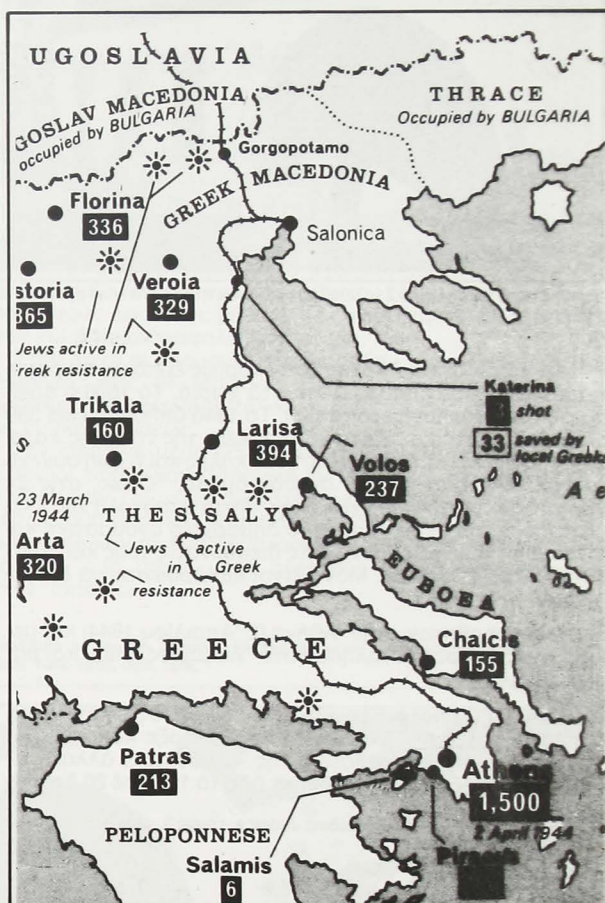 UGOSLAVIA
GOSLAV MACEDONIA
occupied by BULGARIA
THRACE
Occupied by BULGARIA
Gorgopotamo
GREEK MACEDONIA
Florina
336
Salonica
storia
365
Veroia
329
Jews active in
reek resistance
Katerina
3 shot
33 saved by
local Greeks
Trikala
160
Larisa
394
Volos
237
S
A e
23 March
1944
THESSALY
Arta
320
Jews active
in Greek
resistance
EUBOEA
GREECE
Chalcis
155
Patras
213
Athens
1,500
2 April 1944
PELOPONNESE
Piraeus
Salamis
6